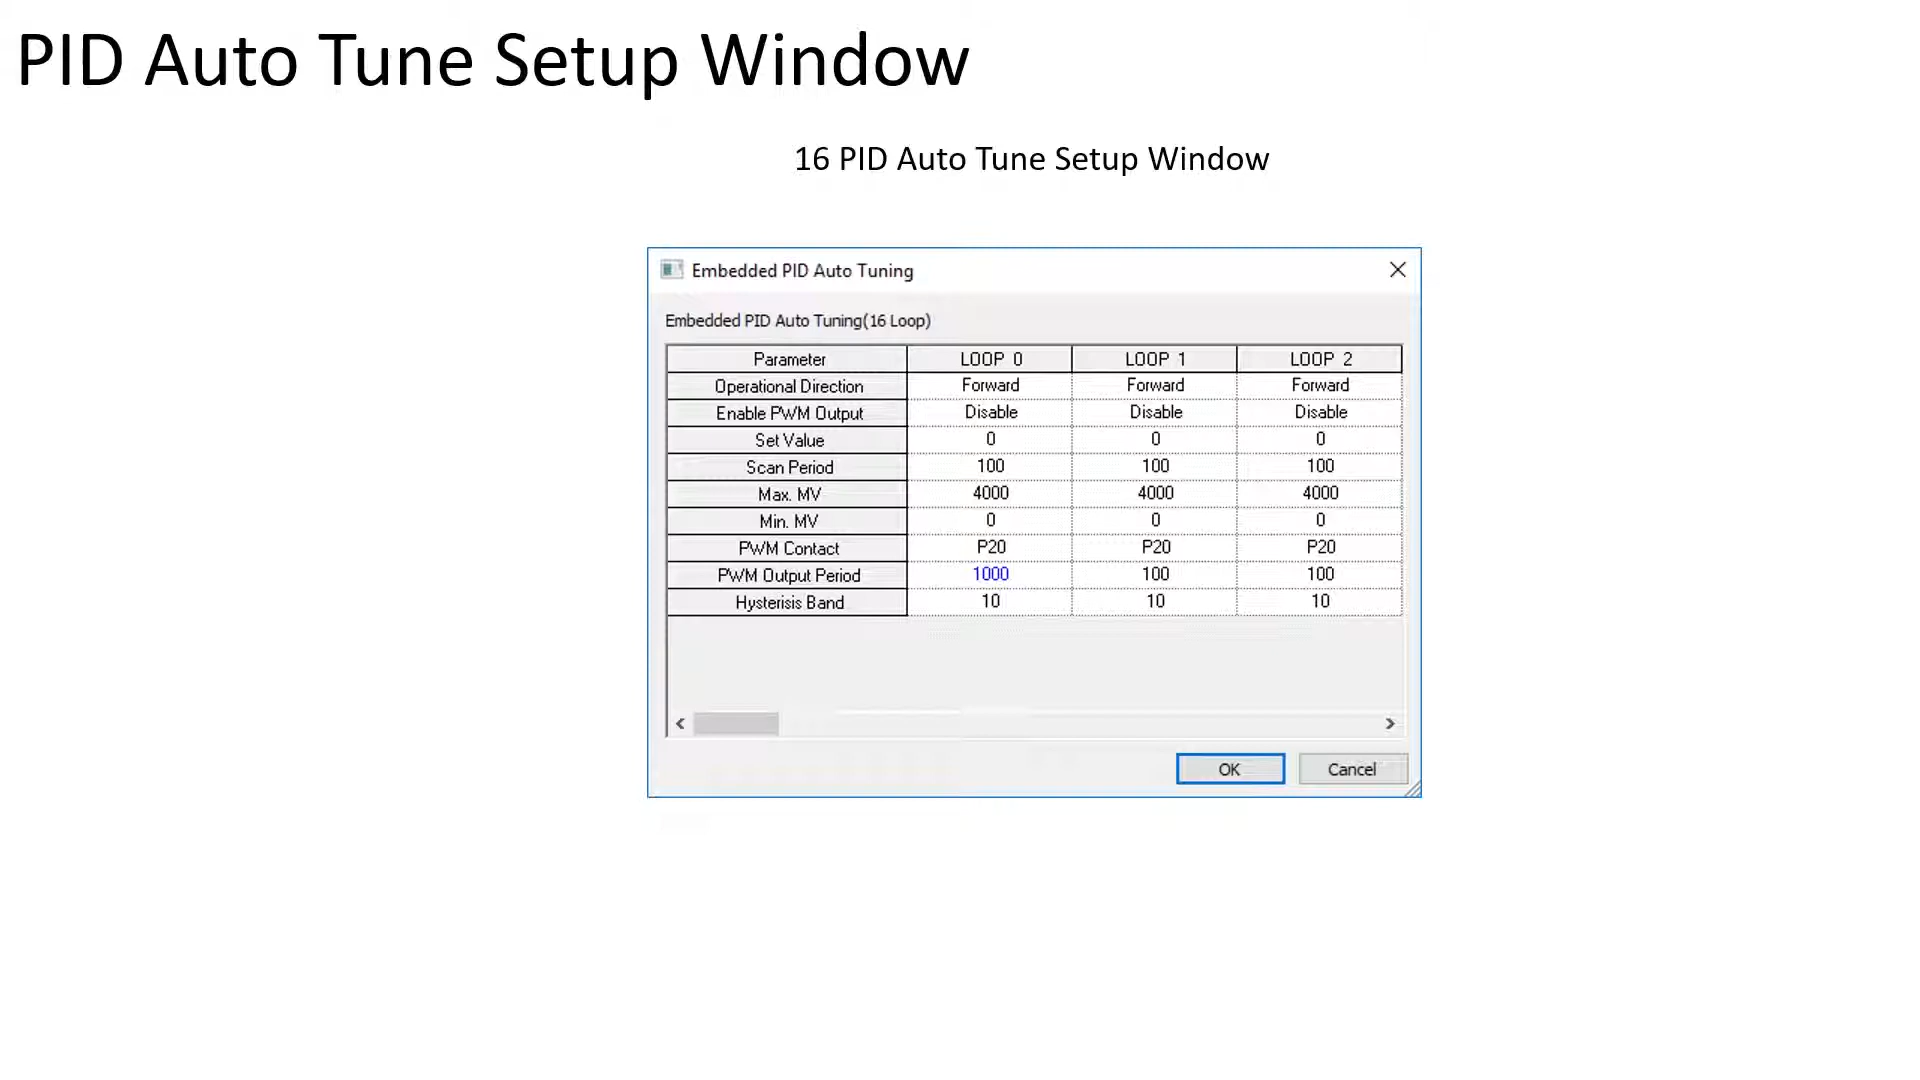 PID Auto Tune Setup Window
16 PID Auto Tune Setup Window
Embedded PID Auto Tuning
Embedded PID Auto Tuning(16 Loop)
Parameter LOOP 0 LOOP 1 LOOP 2
Operational Direction Forward Forward Forward
Enable PWM Output Disable Disable Disable
Set Value 0 0 0
Scan Period 100 100 100
Max. MV 4000 4000 4000
Min. MV 0 0 0
PWM Contact P20 P20 P20
PWM Output Period 1000 100 100
Hysterisis Band 10 10 10
OK Cancel